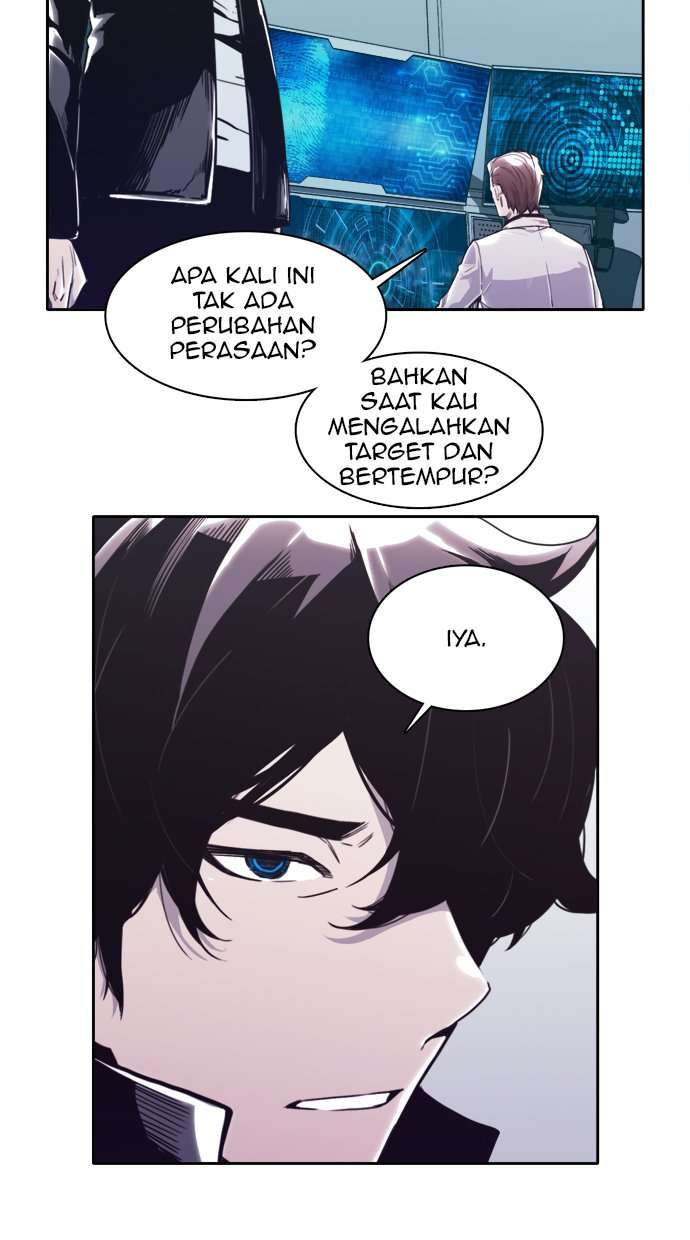 APA KALI INI
TAK ADA
PERUBAHAN
PERASAAN?
BAHKAN
SAAT KAU
MENGALAHKAN
TARGET DAN
BERTEMPUR?
IYA.